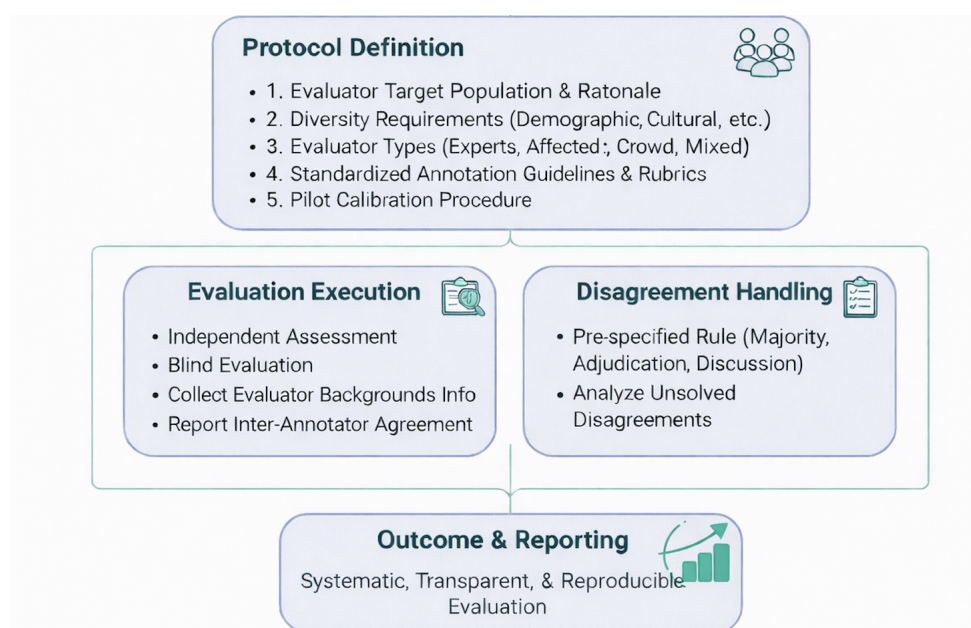 Protocol Definition
• 1. Evaluator Target Population & Ratonale
• 2. Diversity Requirements (Demographic, Cultural, etc.)
• 3. Evaluator Types (Experts, Affected:, Crowd, Mixed)
• 4. Standardized Annotation Guidelines & Rubrics
• 5. Pilot Calibration Procedure
Evaluation Execution
• Independent Assessment
• Blind Evaluation
• Collect Evaluator Backgrounds Info
• Report Inter-Annotator Agreement
Disagreement Handling
• Pre-specified Rule (Majority,
Adjudication, Discussion)
• Analyze Unsolved
Disagreements
Outcome & Reporting
Systematic, Transparent, & Reproducible
Evaluation